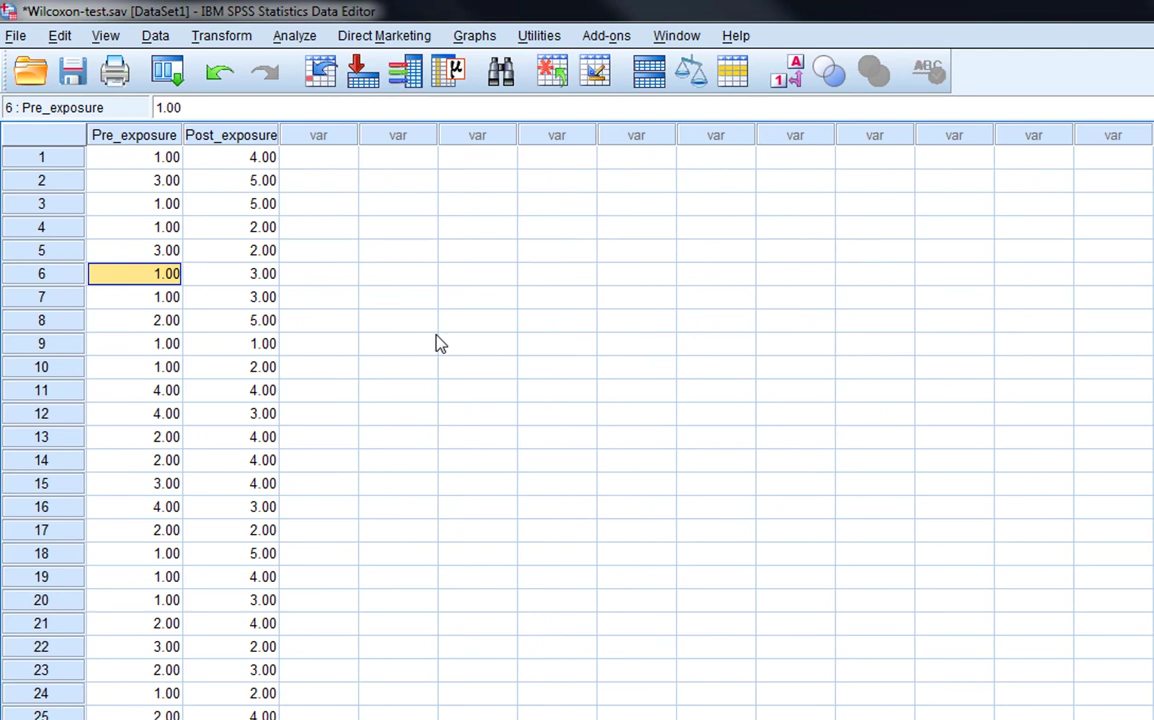 *Wilcoxon-test.sav [DataSet1] - IBM SPSS Statistics Data Editor
File Edit View Data Transform Analyze Direct Marketing Graphs Utilities Add-ons Window Help
μ 1 A ABC
6 : Pre_exposure 1.00
Pre_exposure Post_exposure var var var var var var var var var var var
1 1.00 4.00
2 3.00 5.00
3 1.00 5.00
4 1.00 2.00
5 3.00 2.00
6 1.00 3.00
7 1.00 3.00
8 2.00 5.00
9 1.00 1.00
10 1.00 2.00
11 4.00 4.00
12 4.00 3.00
13 2.00 4.00
14 2.00 4.00
15 3.00 4.00
16 4.00 3.00
17 2.00 2.00
18 1.00 5.00
19 1.00 4.00
20 1.00 3.00
21 2.00 4.00
22 3.00 2.00
23 2.00 3.00
24 1.00 2.00
25 2.00 4.00